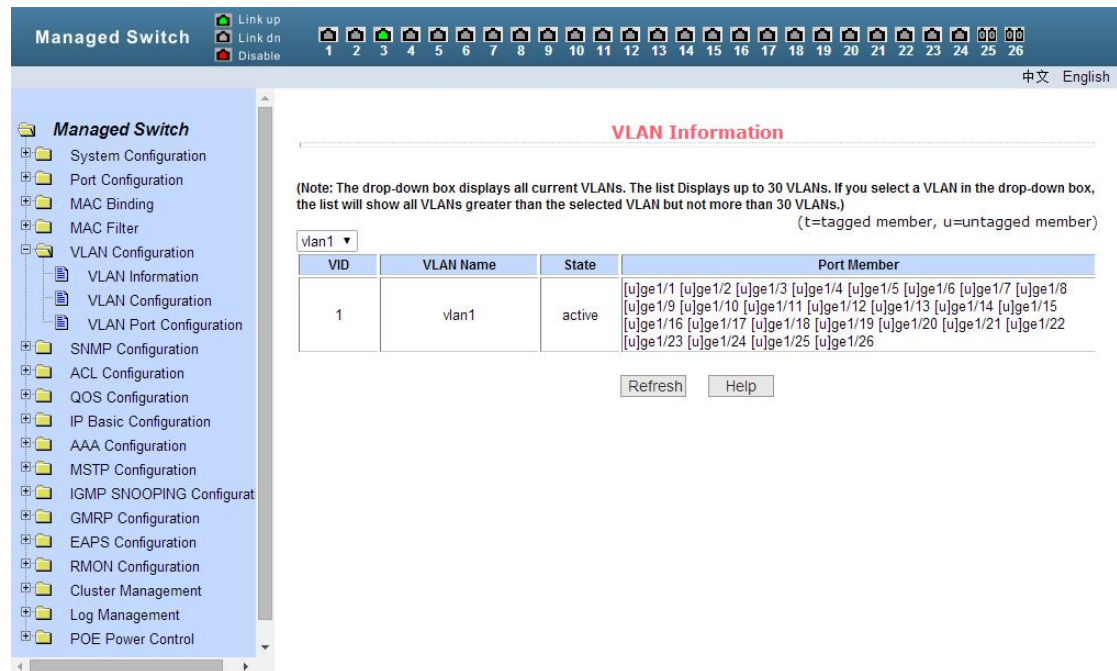 Managed Switch
Link up
Link dn
Disable
1 2 3 4 5 6 7 8 9 10 11 12 13 14 15 16 17 18 19 20 21 22 23 24 25 26
中文 English
Managed Switch
System Configuration
Port Configuration
MAC Binding
MAC Filter
VLAN Configuration
VLAN Information
VLAN Configuration
VLAN Port Configuration
SNMP Configuration
ACL Configuration
QOS Configuration
IP Basic Configuration
AAA Configuration
MSTP Configuration
IGMP SNOOPING Configurat
GMRP Configuration
EAPS Configuration
RMON Configuration
Cluster Management
Log Management
POE Power Control
VLAN Information
(Note: The drop-down box displays all current VLANs. The list Displays up to 30 VLANs. If you select a VLAN in the drop-down box,
the list will show all VLANs greater than the selected VLAN but not more than 30 VLANs.)
(t=tagged member, u=untagged member)
vlan1
VID VLAN Name State Port Member
1 vlan1 active
[u]ge1/1 [u]ge1/2 [u]ge1/3 [u]ge1/4 [u]ge1/5 [u]ge1/6 [u]ge1/7 [u]ge1/8
[u]ge1/9 [u]ge1/10 [u]ge1/11 [u]ge1/12 [u]ge1/13 [u]ge1/14 [u]ge1/15
[u]ge1/16 [u]ge1/17 [u]ge1/18 [u]ge1/19 [u]ge1/20 [u]ge1/21 [u]ge1/22
[u]ge1/23 [u]ge1/24 [u]ge1/25 [u]ge1/26
Refresh Help